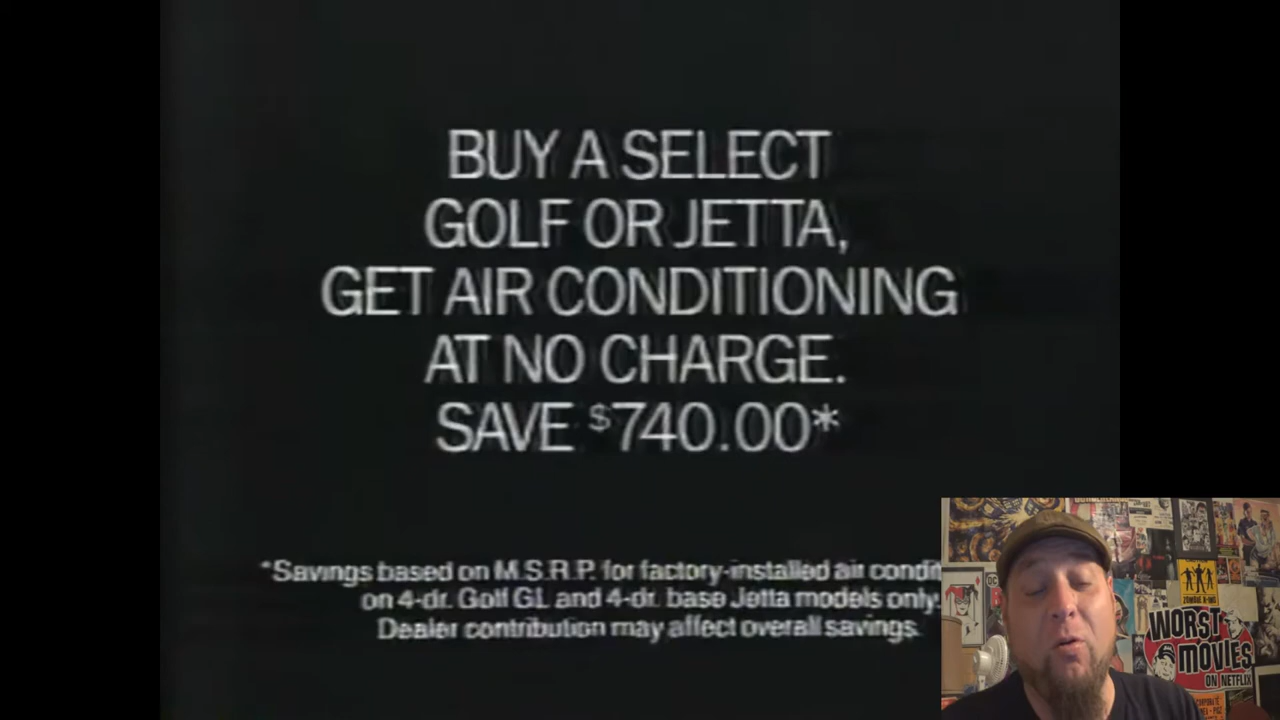 BUY A SELECT
GOLF OR JETTA,
GET AIR CONDITIONING
AT NO CHARGE.
SAVE $740.00*
*Savings based on M.S.R.P. for factory-installed air condit
on 4-dr. Golf GL and 4-dr. base Jetta models only.
Dealer contribution may affect overall savings.
WORST
MOVIES
ON NETFLIX